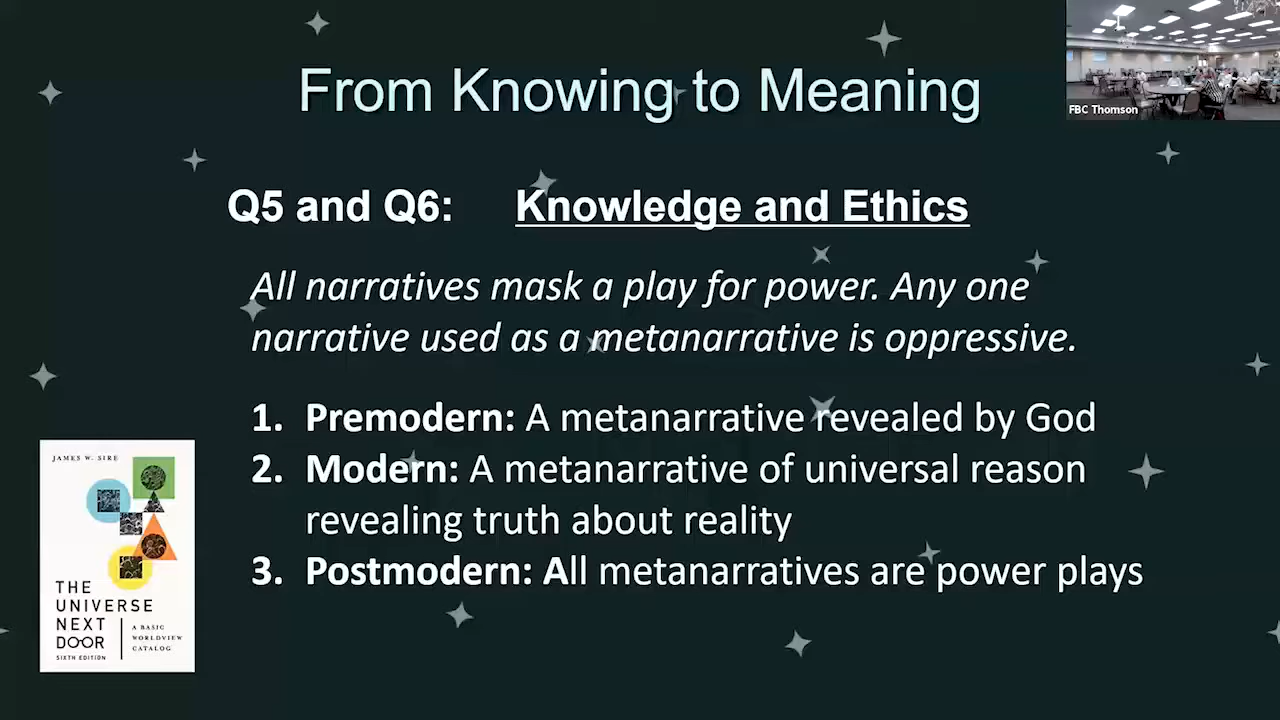 From Knowing to Meaning
FBC Thomson
Q5 and Q6: Knowledge and Ethics
All narratives mask a play for power. Any one
narrative used as a metanarrative is oppressive.
1. Premodern: A metanarrative revealed by God
2. Modern: A metanarrative of universal reason
revealing truth about reality
3. Postmodern: All metanarratives are power plays
JAMES W. SIRE
THE
UNIVERSE
NEXT
DOOR
SIXTH EDITION
A BASIC
WORLDVIEW
CATALOG